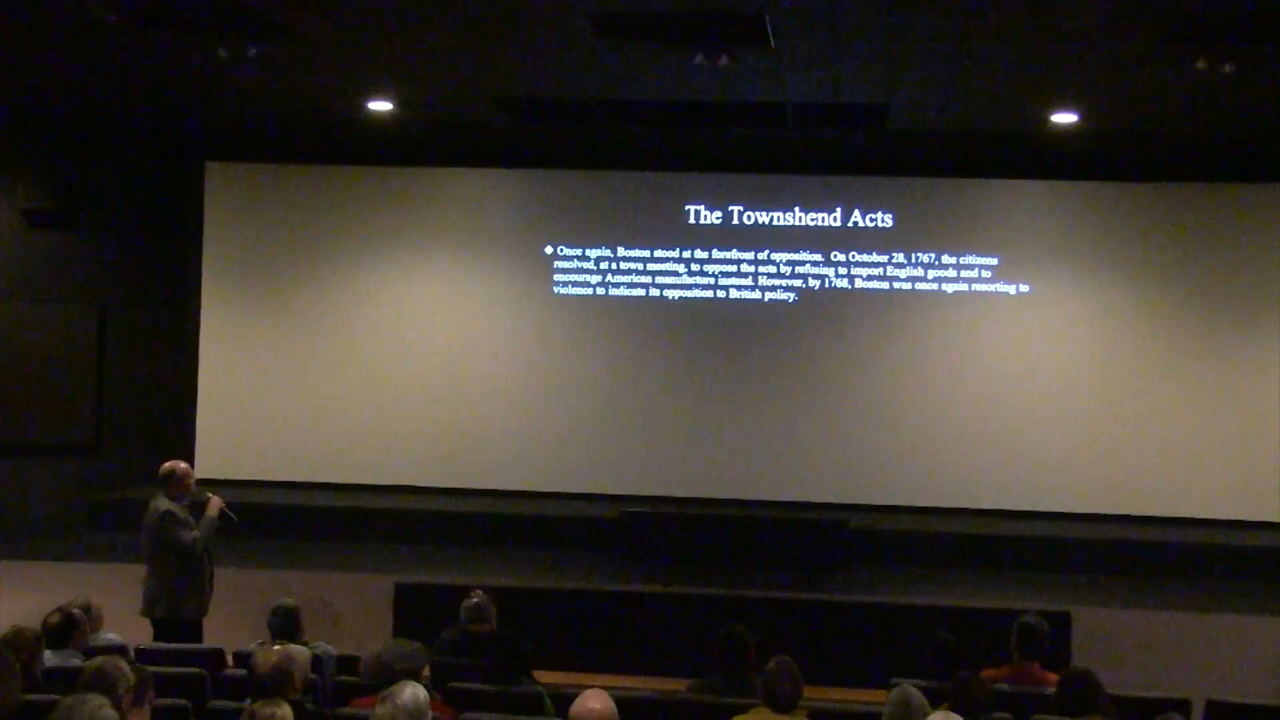 The Townshend Acts
❖ Once again, Boston stood at the forefront of opposition. On October 28, 1767, the citizens
resolved, at a town meeting, to oppose the acts by refusing to import English goods and to
encourage American manufacture instead. However, by 1768, Boston was once again resorting to
violence to indicate its opposition to British policy.